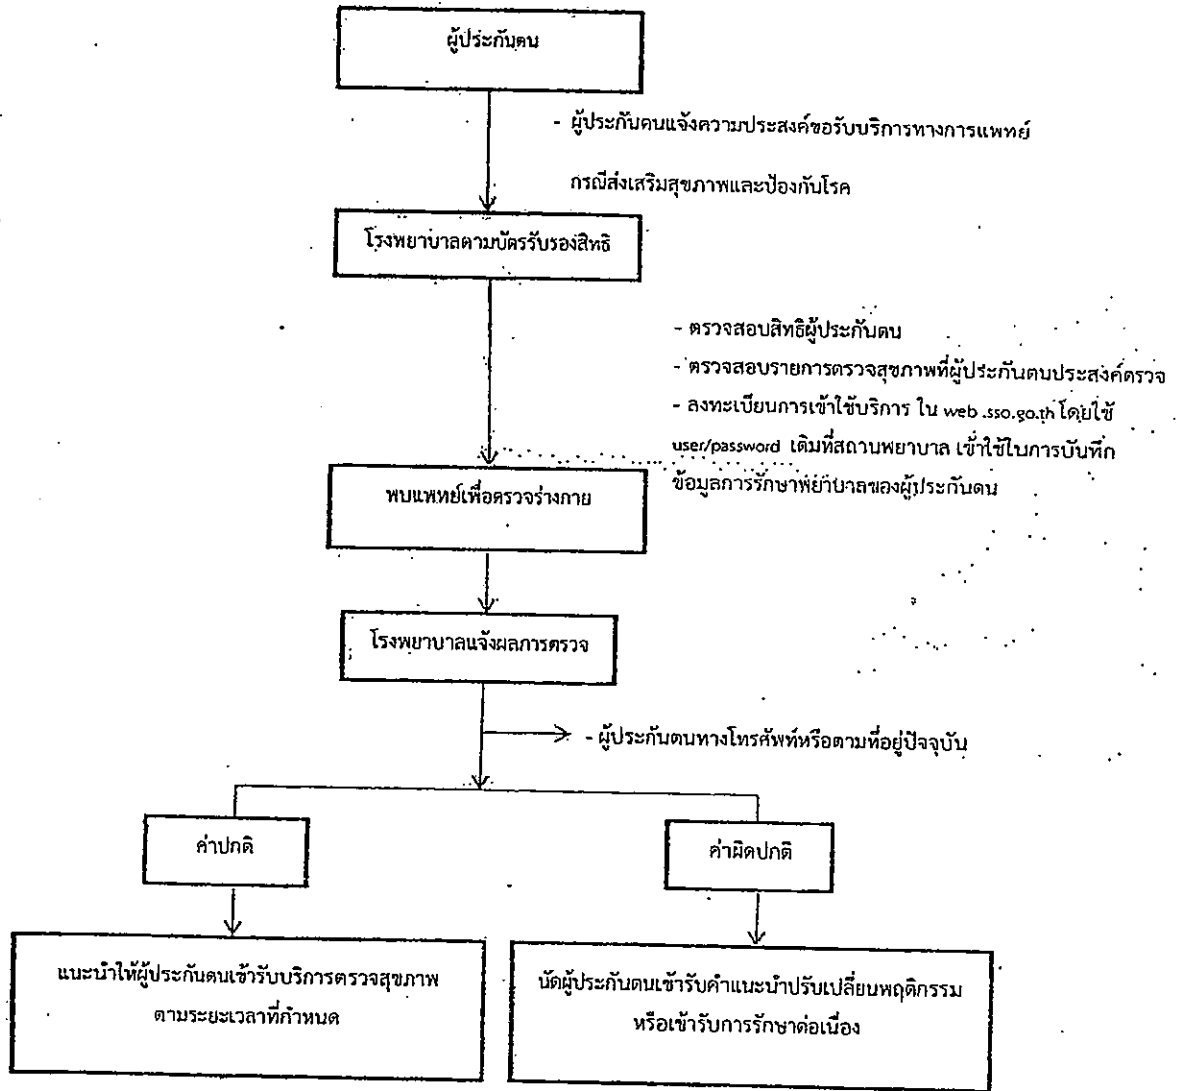 ผู้ประกันตน
- ผู้ประกันตนแจ้งความประสงค์ขอรับบริการทางการแพทย์
กรณีส่งเสริมสุขภาพและป้องกันโรค
โรงพยาบาลตามบัตรรับรองสิทธิ
- ตรวจสอบสิทธิผู้ประกันตน
- ตรวจสอบรายการตรวจสุขภาพที่ผู้ประกันตนประสงค์ตรวจ
- ลงทะเบียนการเข้าใช้บริการ ใน web .sso.go.th โดยใช้
user/password เดิมที่สถานพยาบาล เข้าใช้ในการบันทึก
ข้อมูลการรักษาพยาบาลของผู้ประกันตน
พบแพทย์เพื่อตรวจร่างกาย
โรงพยาบาลแจ้งผลการตรวจ
- ผู้ประกันตนทางโทรศัพท์หรือตามที่อยู่ปัจจุบัน
ค่าปกติ
ค่าผิดปกติ
แนะนำให้ผู้ประกันตนเข้ารับบริการตรวจสุขภาพ
ตามระยะเวลาที่กำหนด
นัดผู้ประกันตนเข้ารับคำแนะนำปรับเปลี่ยนพฤติกรรม
หรือเข้ารับการรักษาต่อเนื่อง